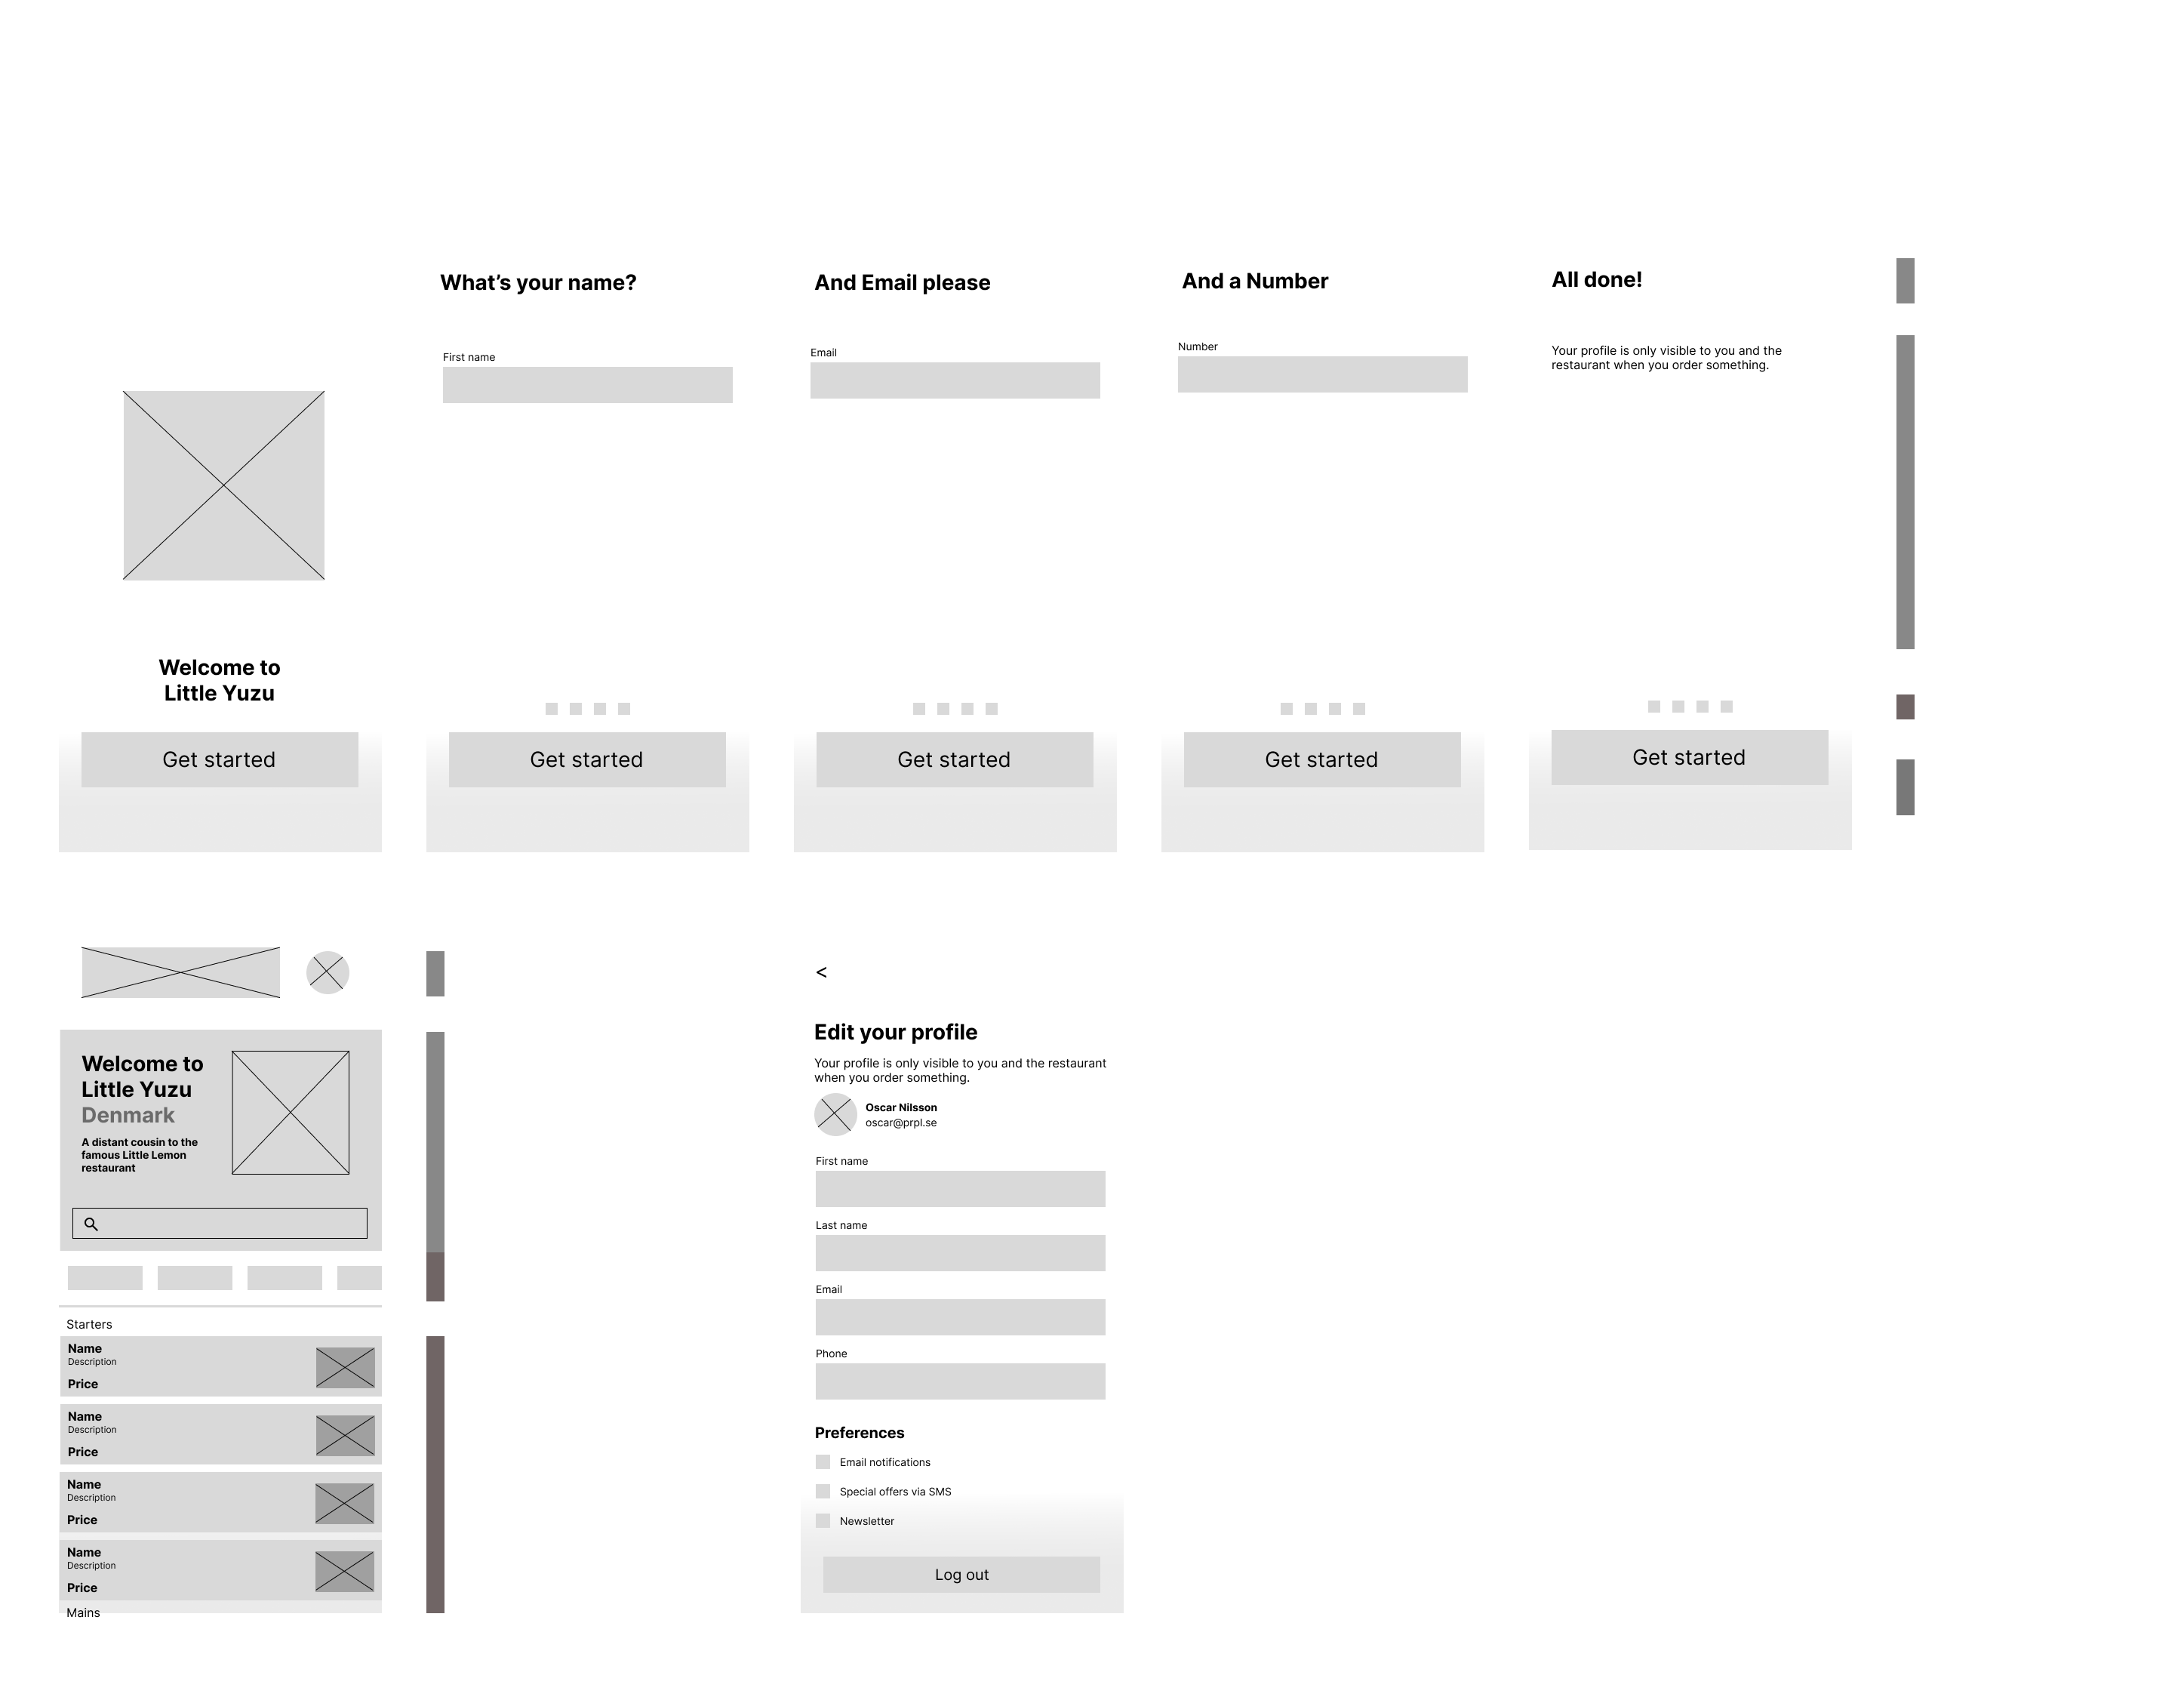 Welcome to
Little Yuzu
Get started
What’s your name?
First name
Get started
And Email please
Email
Get started
And a Number
Number
Get started
All done!
Your profile is only visible to you and the
restaurant when you order something.
Get started
Welcome to
Little Yuzu
Denmark
A distant cousin to the
famous Little Lemon
restaurant
Starters
Name
Description
Price
Name
Description
Price
Name
Description
Price
Name
Description
Price
Mains
<
Edit your profile
Your profile is only visible to you and the restaurant
when you order something.
Oscar Nilsson
oscar@prpl.se
First name
Last name
Email
Phone
Preferences
Email notifications
Special offers via SMS
Newsletter
Log out